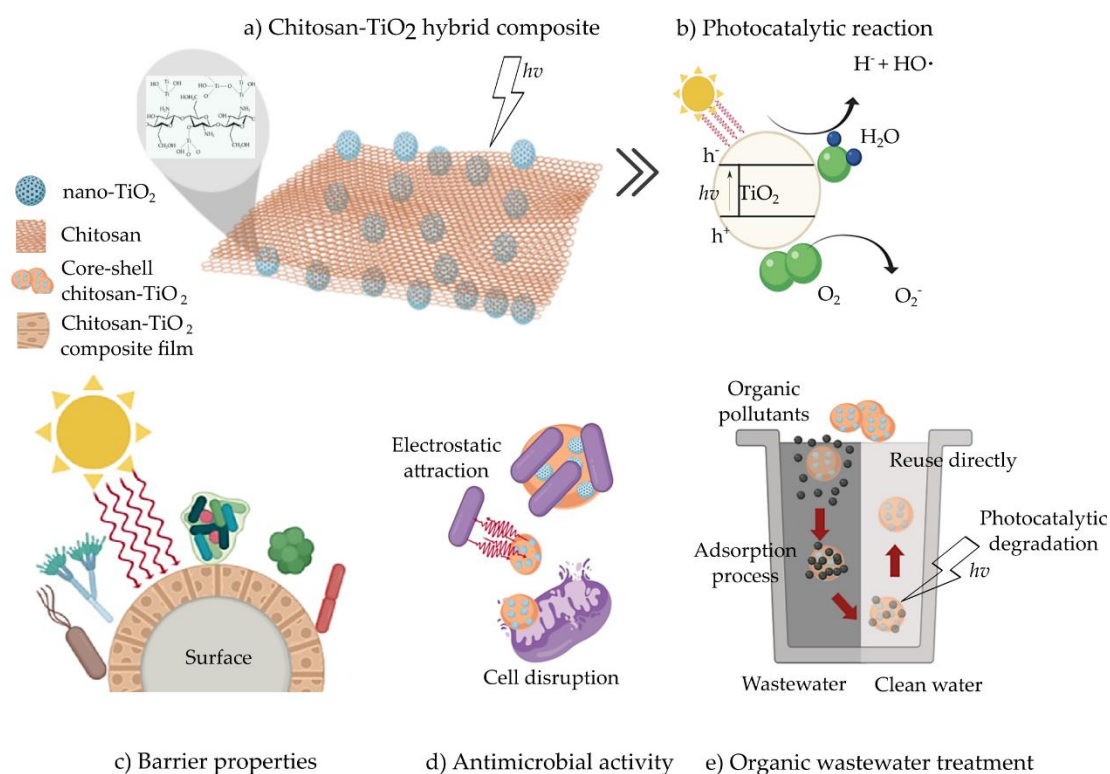 a) Chitosan-TiO2 hybrid composite
hv
nano-TiO2
Chitosan
Core-shell
chitosan-TiO2
Chitosan-TiO2
composite film
b) Photocatalytic reaction
H- + HO·
H2O
h-
hv
TiO2
h+
O2
O2-
Surface
c) Barrier properties
Electrostatic
attraction
Cell disruption
d) Antimicrobial activity
Organic
pollutants
Reuse directly
Adsorption
process
Photocatalytic
degradation
hv
Wastewater
Clean water
e) Organic wastewater treatment